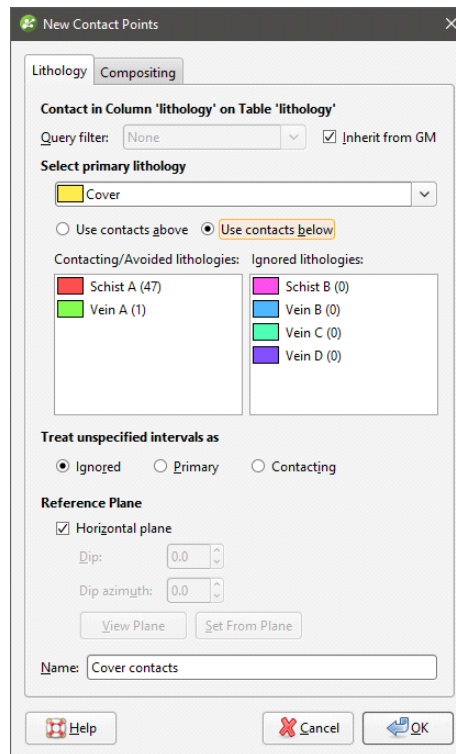 New Contact Points
Lithology Compositing
Contact in Column 'lithology' on Table 'lithology'
Query filter: None Inherit from GM
Select primary lithology
Cover
Use contacts above Use contacts below
Contacting/Avoided lithologies: Ignored lithologies:
Schist A (47) Schist B (0)
Vein A (1) Vein B (0)
Vein C (0)
Vein D (0)
Treat unspecified intervals as
Ignored Primary Contacting
Reference Plane
Horizontal plane
Dip: 0.0
Dip azimuth: 0.0
View Plane Set From Plane
Name: Cover contacts
Help Cancel OK